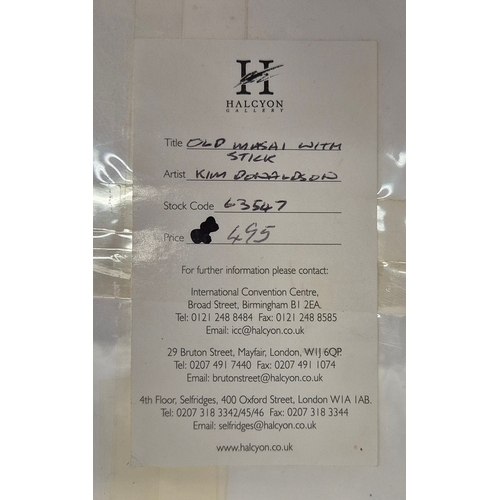 H
HALCYON
GALLERY
Title OLD MASAI WITH
STICK
Artist KIM DONALDSON
Stock Code 63547
Price 495
For further information please contact:
International Convention Centre,
Broad Street, Birmingham B1 2EA.
Tel: 0121 248 8484 Fax: 0121 248 8585
Email: icc@halcyon.co.uk
29 Bruton Street, Mayfair, London, W1J 6QP.
Tel: 0207 491 7440 Fax: 0207 491 1074
Email: brutonstreet@halcyon.co.uk
4th Floor, Selfridges, 400 Oxford Street, London W1A 1AB.
Tel: 0207 318 3342/45/46 Fax: 0207 318 3344
Email: selfridges@halcyon.co.uk
www.halcyon.co.uk